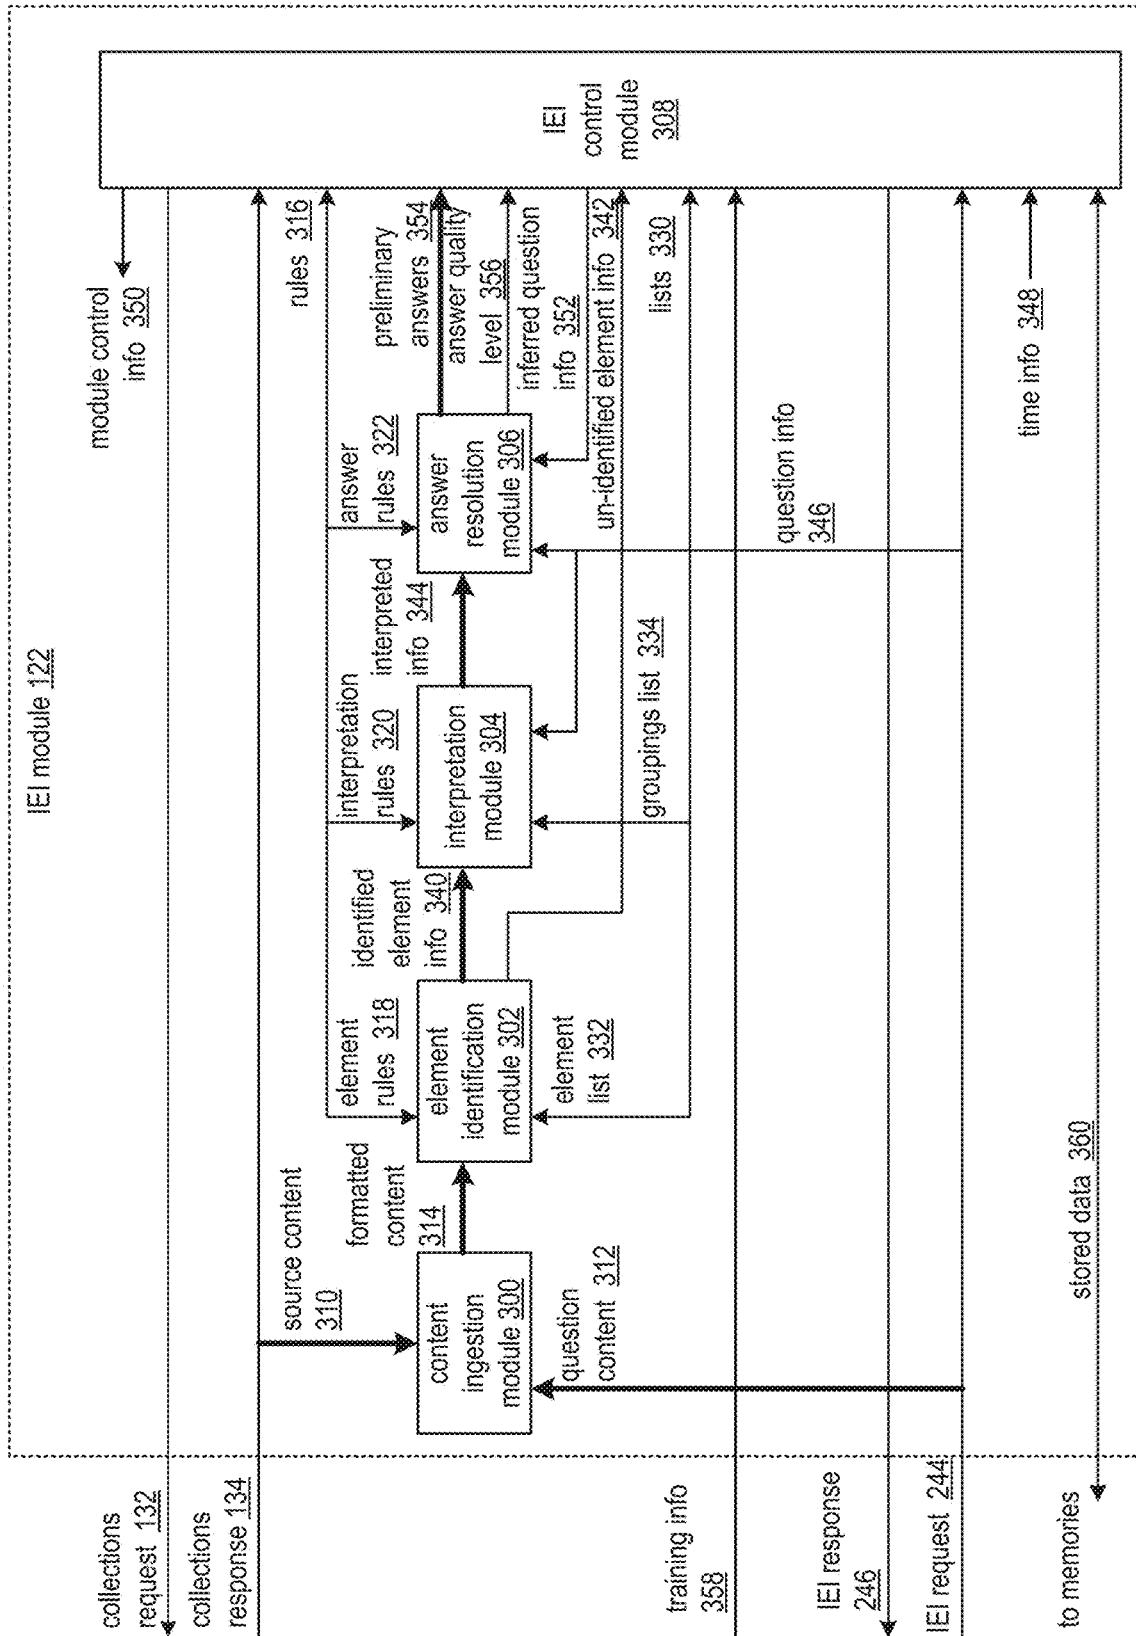 IEI module 122
collections
request 132
collections
response 134
module control
info 350
source content
310
rules 316
element
rules 318
interpretation
rules 320
answer
rules 322
formatted
content
314
identified
element
info 340
interpreted
info 344
preliminary
answers 354
answer quality
level 356
inferred question
info 352
un-identified element info 342
lists 330
content
ingestion
module 300
element
identification
module 302
interpretation
module 304
answer
resolution
module 306
IEI
control
module
308
question
content 312
element
list 332
groupings list 334
question info
346
training info
358
IEI response
246
IEI request 244
time info 348
to memories
stored data 360